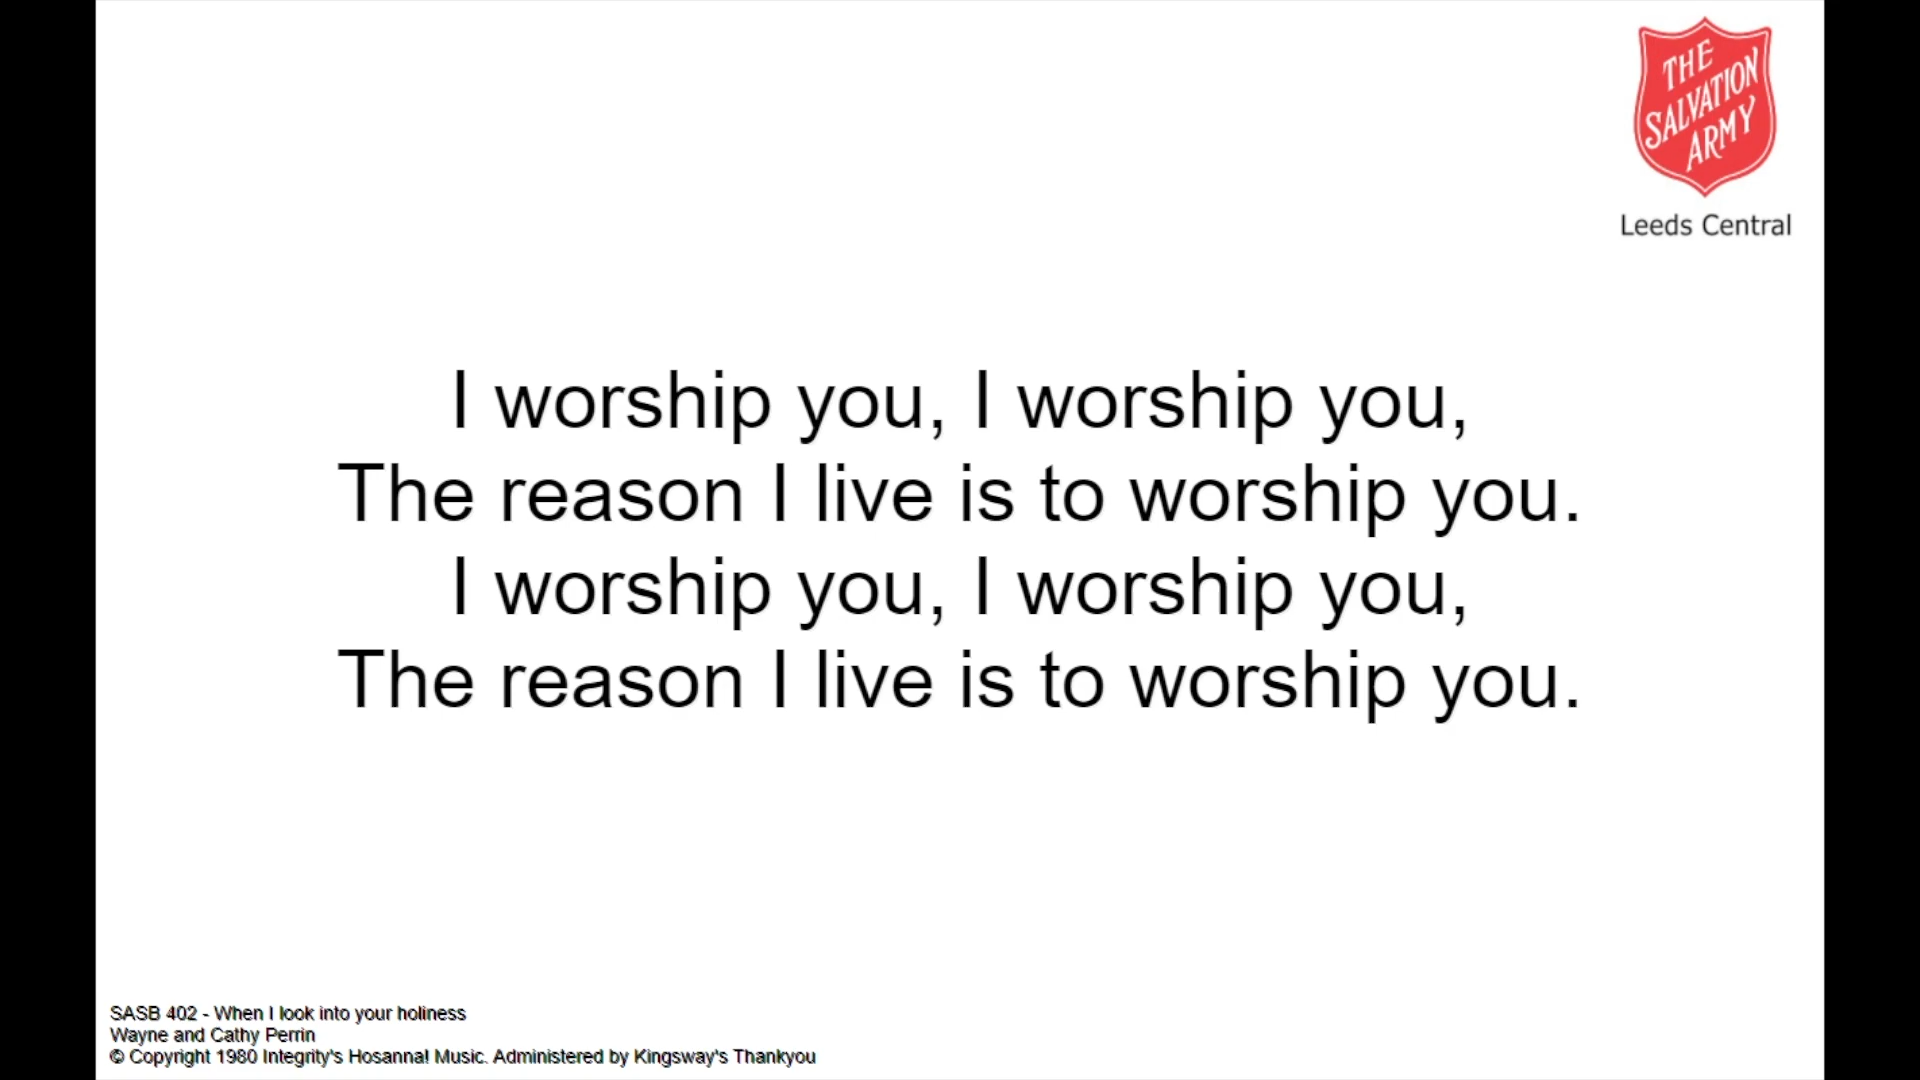 THE
SALVATION
ARMY
Leeds Central
I worship you, I worship you,
The reason I live is to worship you.
I worship you, I worship you,
The reason I live is to worship you.
SASB 402 - When I look into your holiness
Wayne and Cathy Perrin
© Copyright 1980 Integrity's Hosanna! Music. Administered by Kingsway's Thankyou